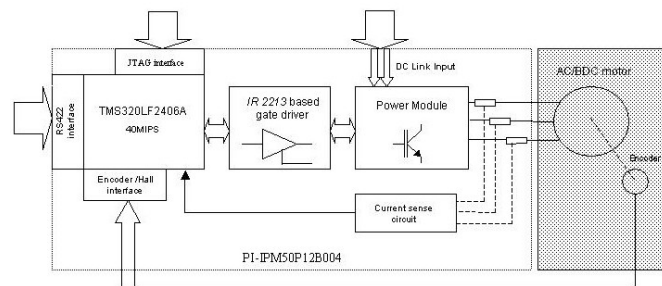 JTAG interface
DC Link Input
AC/BDC motor
RS422
interface
TMS320LF2406A
40MIPS
IR 2213 based
gate driver
Power Module
Encoder
Encoder /Hall
interface
Current sense
circuit
PI-IPM50P12B004